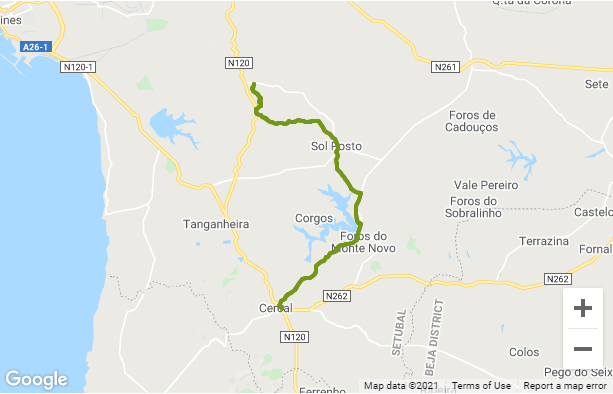 Q.ta da Corona
ines
A26-1
N120-1
N120
N261
Sete
Foros de
Cadouços
Sol Posto
Vale Pereiro
Foros do
Sobralinho
Castelo
Corgos
Tanganheira
Foros do
Monte Novo
Terrazina
Fornal
N262
N262
Cercal
N120
SETUBAL
BEJA DISTRICT
Colos
Pego do Seix
Ferrenho
Ribeira
Google
Map data ©2021
Terms of Use
Report a map error